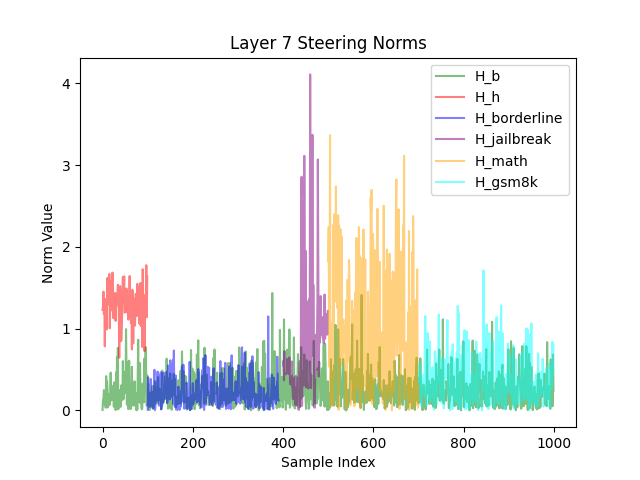 Layer 7 Steering Norms
H_b
H_h
H_borderline
H_jailbreak
H_math
H_gsm8k
4
3
2
1
0
Norm Value
0
200
400
600
800
1000
Sample Index